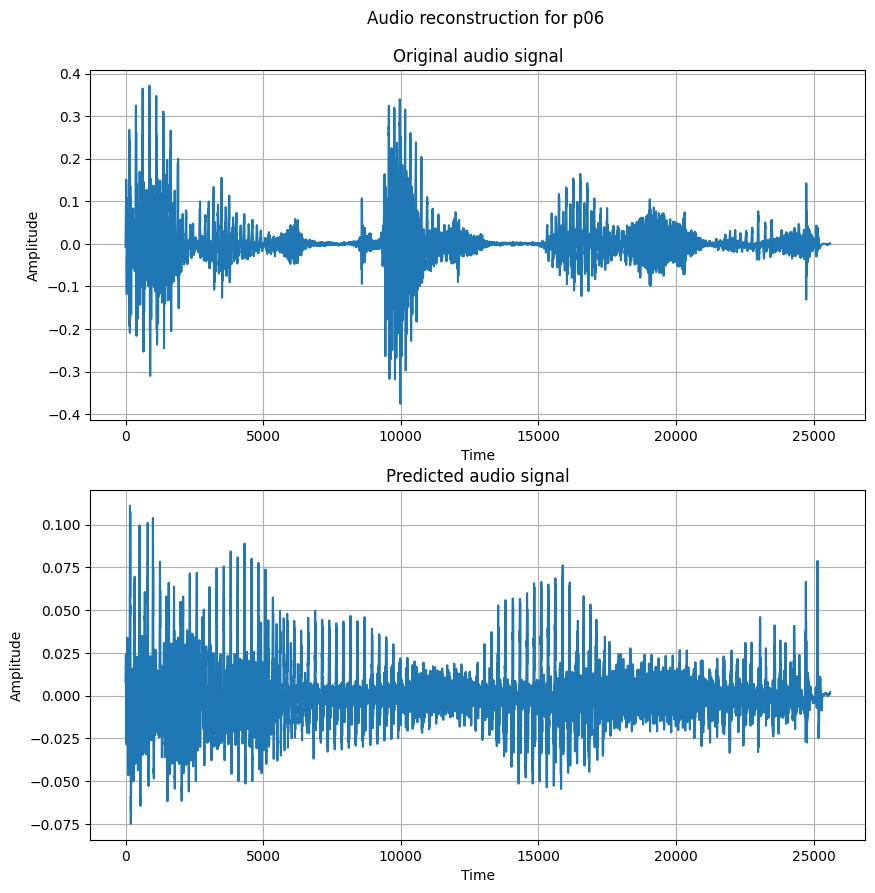 Audio reconstruction for p06
Original audio signal
0.4
0.3
0.2
0.1
0.0
−0.1
−0.2
−0.3
−0.4
Amplitude
0 5000 10000 15000 20000 25000
Time
Predicted audio signal
0.100
0.075
0.050
0.025
0.000
−0.025
−0.050
−0.075
Amplitude
0 5000 10000 15000 20000 25000
Time